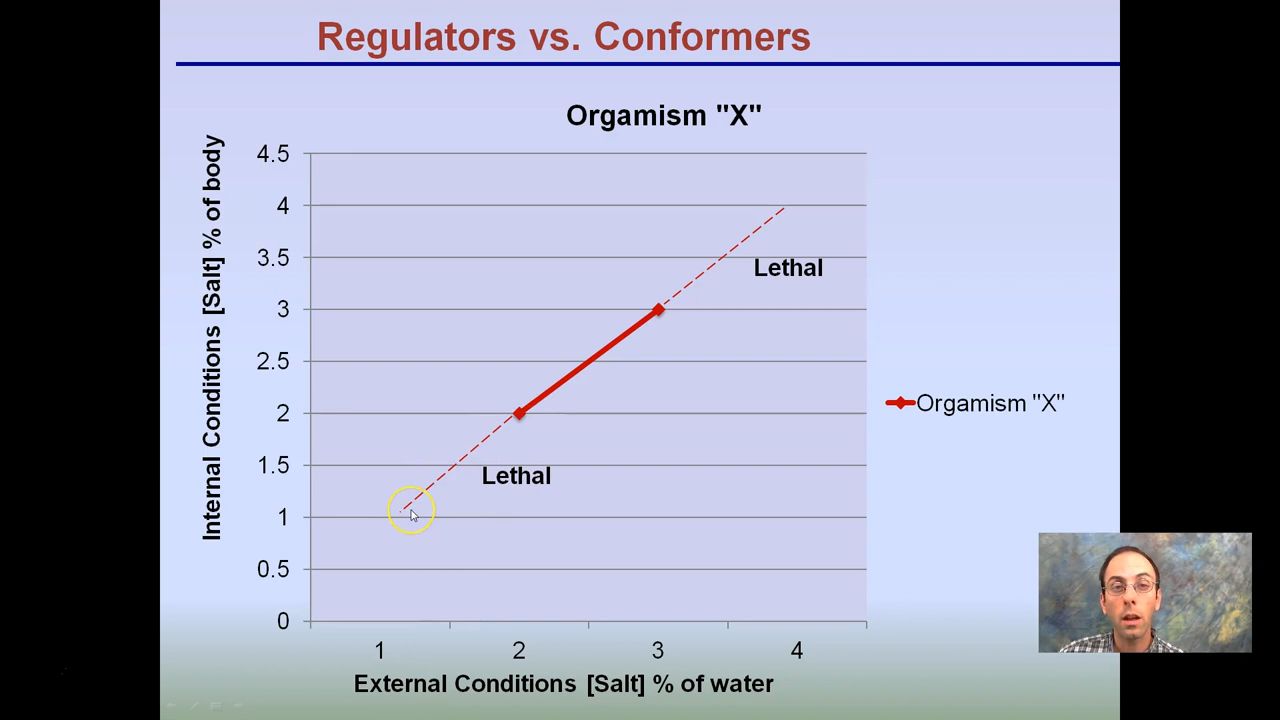 Regulators vs. Conformers
Orgamism "X"
Internal Conditions [Salt] % of body
4.5
4
3.5
3
2.5
2
1.5
1
0.5
0
Lethal
Lethal
Orgamism "X"
1 2 3 4
External Conditions [Salt] % of water